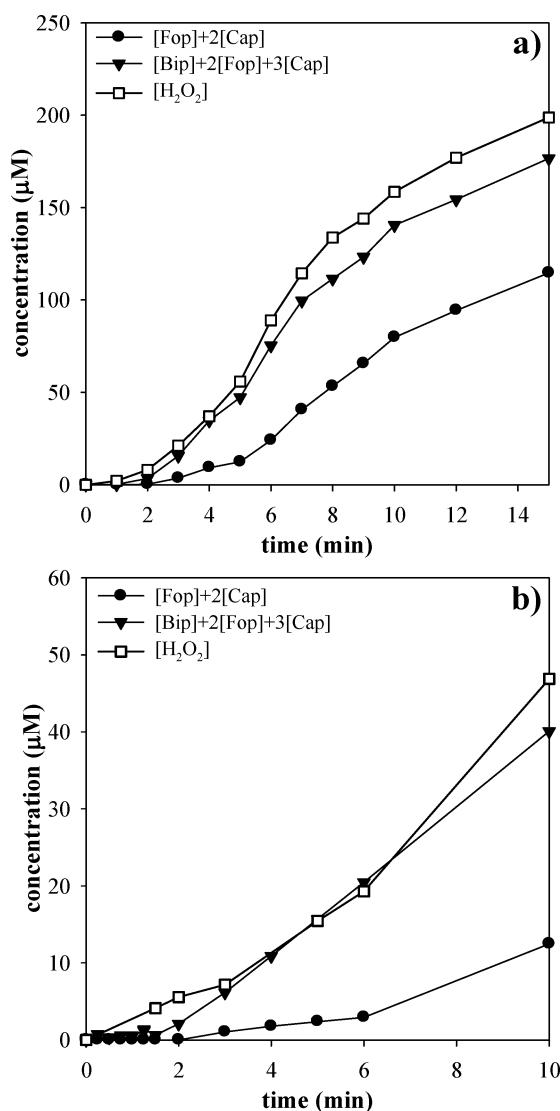 a)
[Fop]+2[Cap]
[Bip]+2[Fop]+3[Cap]
[H₂O₂]
concentration (μM)
250
200
150
100
50
0
0 2 4 6 8 10 12 14
time (min)
b)
[Fop]+2[Cap]
[Bip]+2[Fop]+3[Cap]
[H₂O₂]
concentration (μM)
60
50
40
30
20
10
0
0 2 4 6 8 10
time (min)